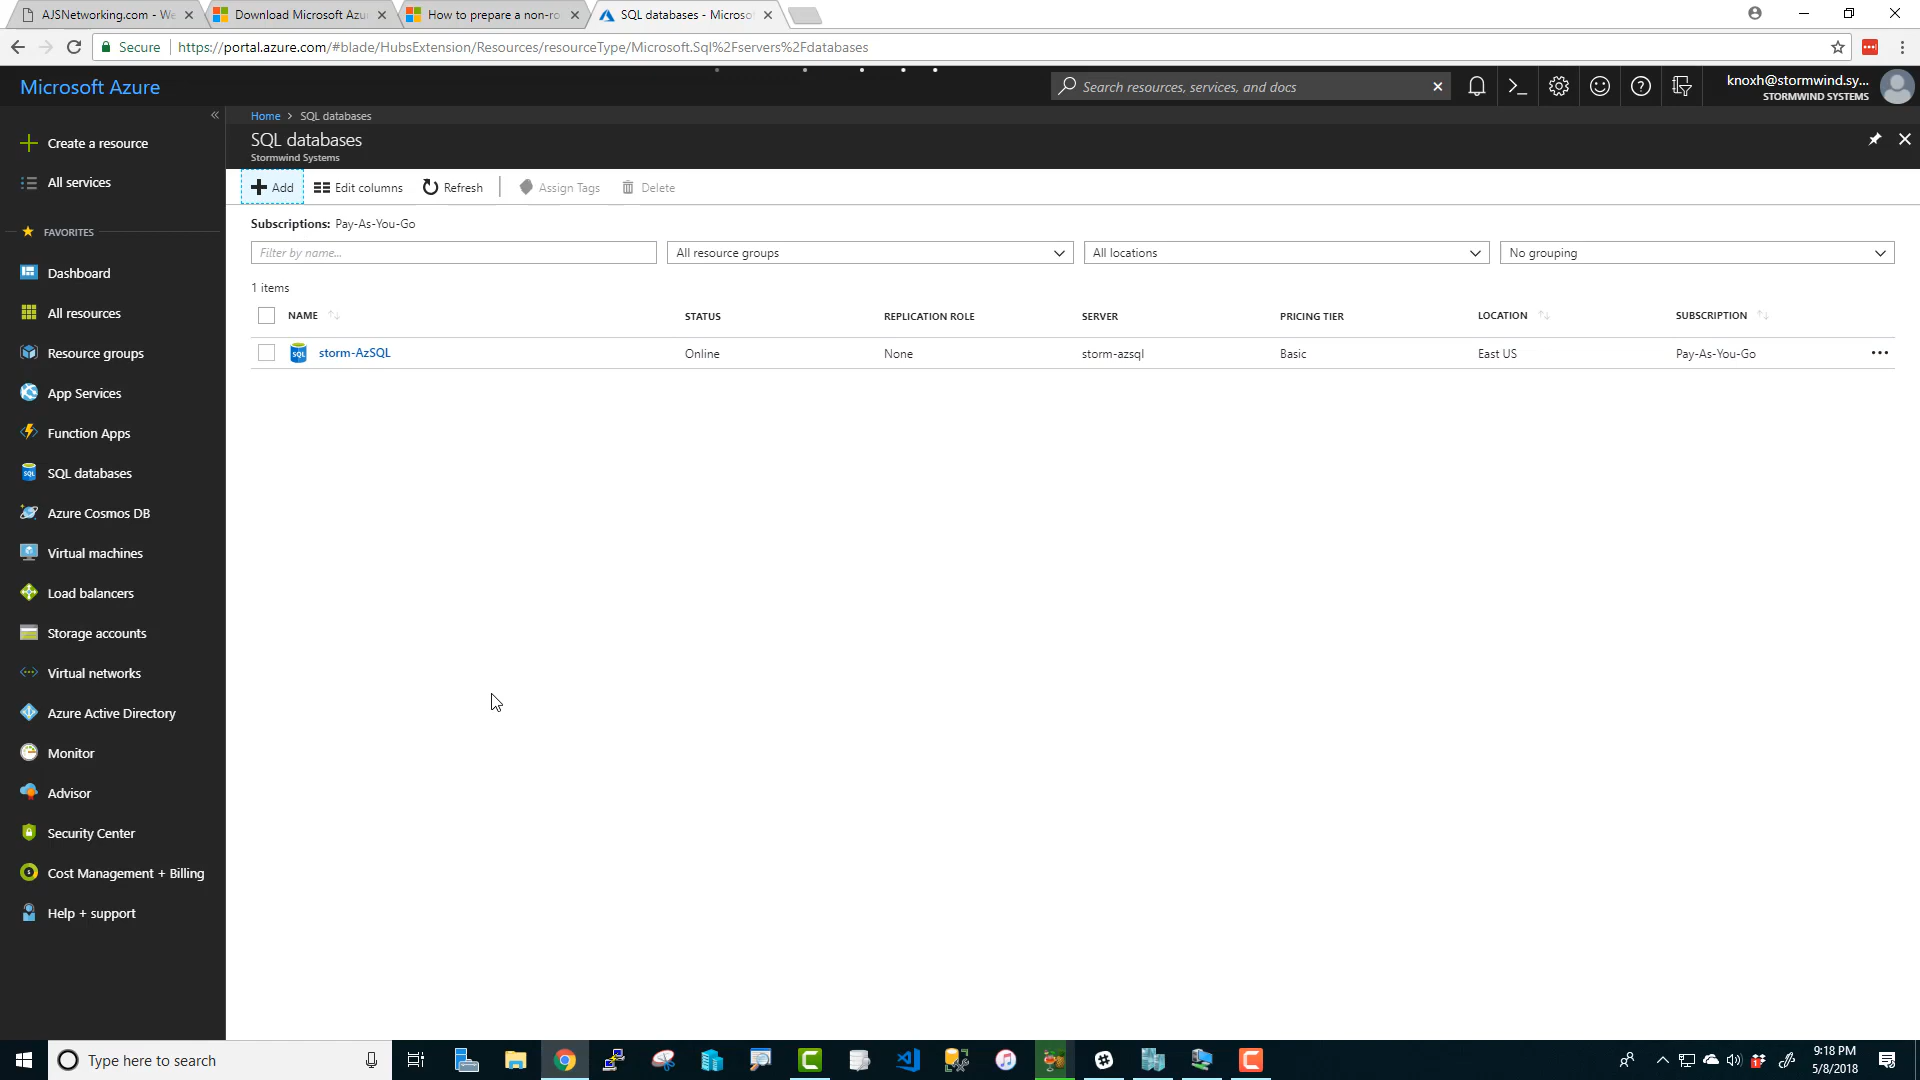 AJSNetworking.com - We
Download Microsoft Azu
How to prepare a non-ro
SQL databases - Microso
Secure
https://portal.azure.com/#blade/HubsExtension/Resources/resourceType/Microsoft.Sql%2Fservers%2Fdatabases
Microsoft Azure
Search resources, services, and docs
knoxh@stormwind.sy...
STORMWIND SYSTEMS
Home > SQL databases
SQL databases
Stormwind Systems
Create a resource
All services
FAVORITES
Dashboard
All resources
Resource groups
App Services
Function Apps
SQL databases
Azure Cosmos DB
Virtual machines
Load balancers
Storage accounts
Virtual networks
Azure Active Directory
Monitor
Advisor
Security Center
Cost Management + Billing
Help + support
Add
Edit columns
Refresh
Assign Tags
Delete
Subscriptions: Pay-As-You-Go
Filter by name...
All resource groups
All locations
No grouping
1 items
NAME STATUS REPLICATION ROLE SERVER PRICING TIER LOCATION SUBSCRIPTION
storm-AzSQL Online None storm-azsql Basic East US Pay-As-You-Go
Type here to search
9:18 PM
5/8/2018